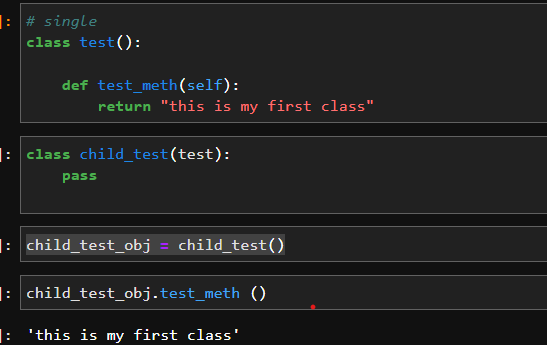 ]: # single
class test():
def test_meth(self):
return "this is my first class"
]: class child_test(test):
pass
]: child_test_obj = child_test()
]: child_test_obj.test_meth ()
]: 'this is my first class'